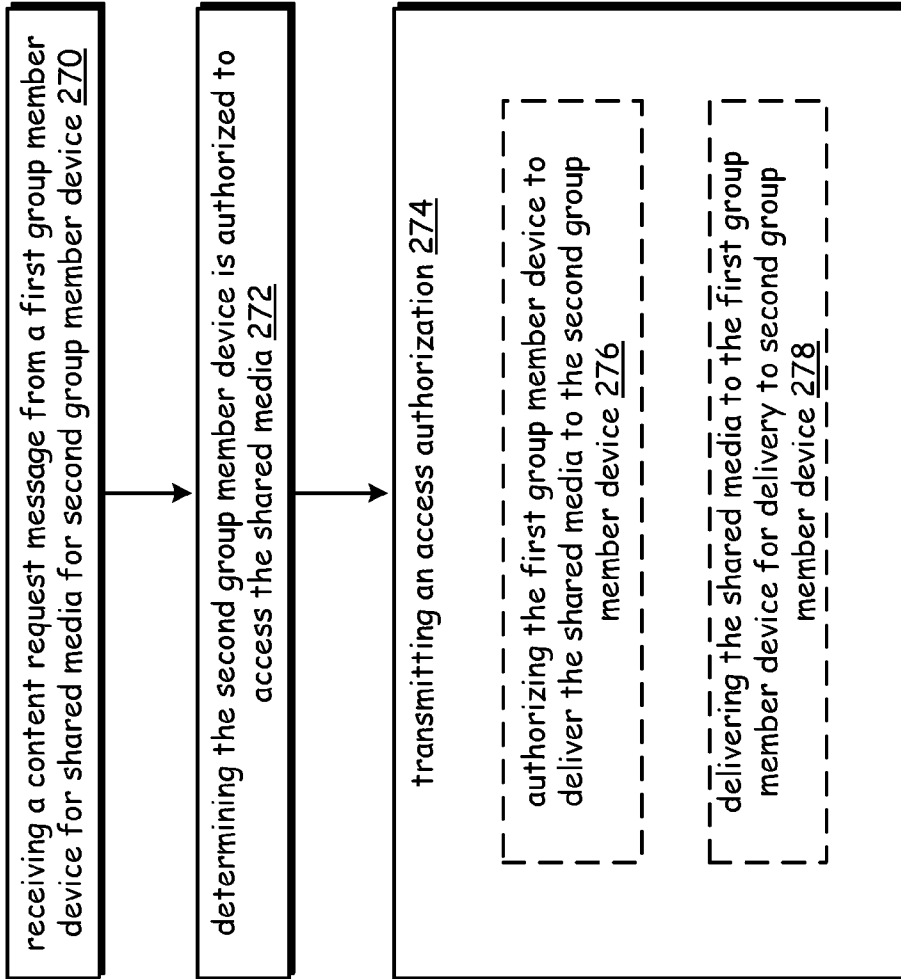 receiving a content request message from a first group member
device for shared media for second group member device 270
determining the second group member device is authorized to
access the shared media 272
transmitting an access authorization 274
authorizing the first group member device to
deliver the shared media to the second group
member device 276
delivering the shared media to the first group
member device for delivery to second group
member device 278